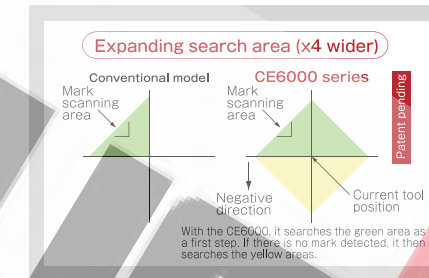 Expanding search area (x4 wider)
Conventional model
CE6000 series
Mark
scanning
area
Mark
scanning
area
Patent pending
Negative
direction
Current tool
position
With the CE6000, it searches the green area as
a first step. If there is no mark detected, it then
searches the yellow areas.